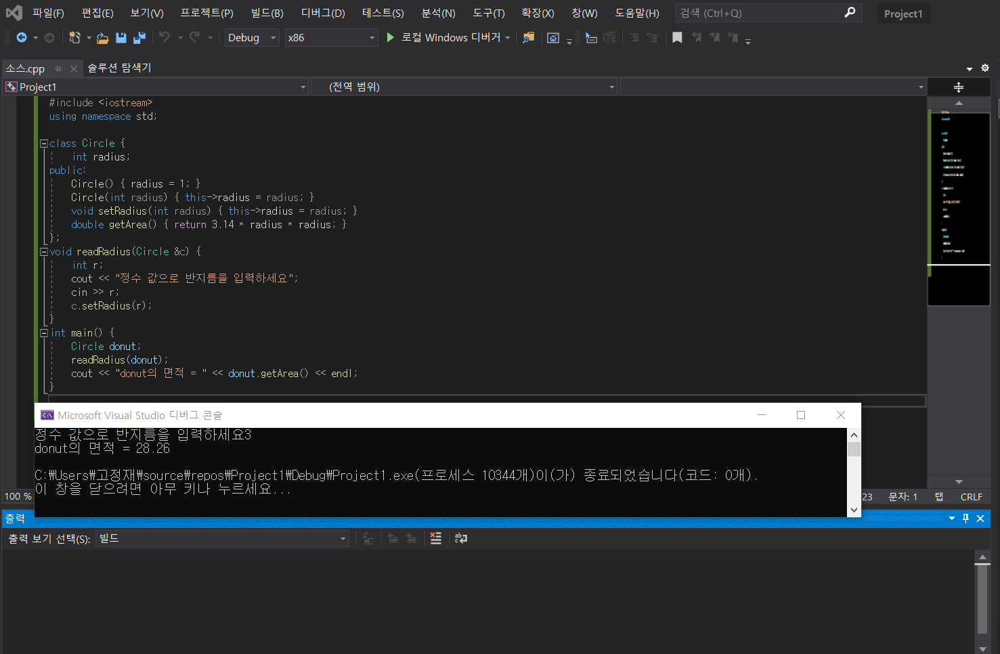 파일(F) 편집(E) 보기(V) 프로젝트(P) 빌드(B) 디버그(D) 테스트(S) 분석(N) 도구(T) 확장(X) 창(W) 도움말(H) 검색 (Ctrl+Q) Project1
Debug x86 로컬 Windows 디버거
소스.cpp 솔루션 탐색기
Project1 (전역 범위)
#include <iostream>
using namespace std;
class Circle {
int radius;
public:
Circle() { radius = 1; }
Circle(int radius) { this->radius = radius; }
void setRadius(int radius) { this->radius = radius; }
double getArea() { return 3.14 * radius * radius; }
};
void readRadius(Circle &c) {
int r;
cout << "정수 값으로 반지름을 입력하세요";
cin >> r;
c.setRadius(r);
}
int main() {
Circle donut;
readRadius(donut);
cout << "donut의 면적 = " << donut.getArea() << endl;
}
Microsoft Visual Studio 디버그 콘솔
정수 값으로 반지름을 입력하세요3
donut의 면적 = 28.26
C:₩Users₩고정재₩source₩repos₩Project1₩Debug₩Project1.exe(프로세스 10344개)이(가) 종료되었습니다(코드: 0개).
이 창을 닫으려면 아무 키나 누르세요...
100 % 23 문자: 1 탭 CRLF
출력
출력 보기 선택(S): 빌드